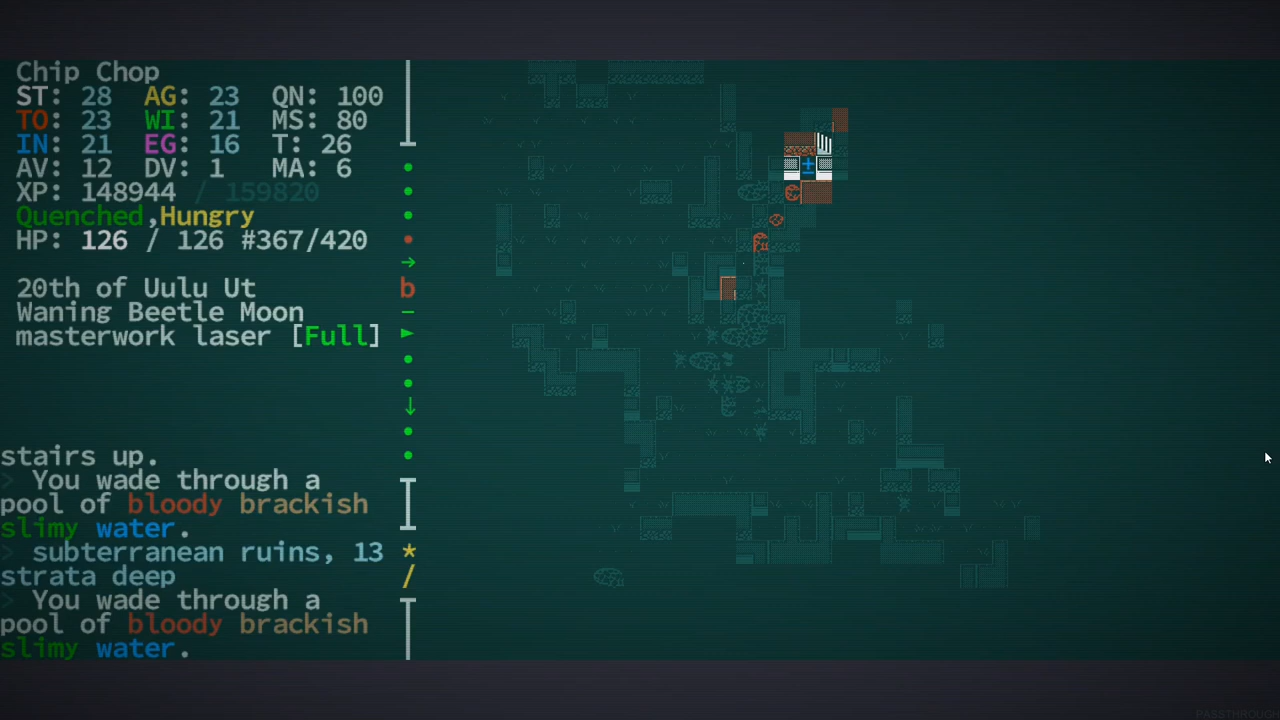 Chip Chop
ST: 28 AG: 23 QN: 100
TO: 23 WI: 21 MS: 80
IN: 21 EG: 16 T: 26
AV: 12 DV: 1 MA: 6
XP: 148944 / 159820
Quenched,Hungry
HP: 126 / 126 #367/420
20th of Uulu Ut
Waning Beetle Moon
masterwork laser [Full]
b
stairs up.
> You wade through a
pool of bloody brackish
slimy water.
> subterranean ruins, 13
strata deep
> You wade through a
pool of bloody brackish
slimy water.